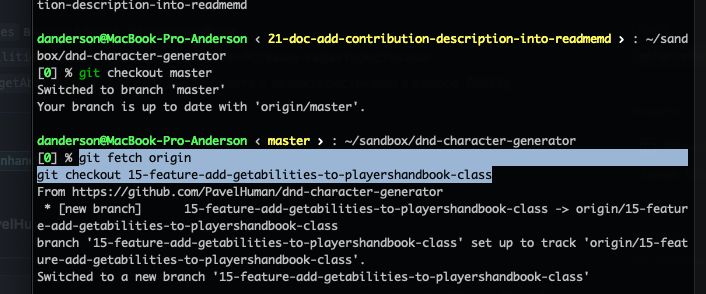 tion-description-into-readmemd
danderson@MacBook-Pro-Anderson ‹ 21-doc-add-contribution-description-into-readmemd › : ~/sand
box/dnd-character-generator
[0] % git checkout master
Switched to branch 'master'
Your branch is up to date with 'origin/master'.
danderson@MacBook-Pro-Anderson ‹ master › : ~/sandbox/dnd-character-generator
[0] % git fetch origin
git checkout 15-feature-add-getabilities-to-playershandbook-class
From https://github.com/PavelHuman/dnd-character-generator
 * [new branch]      15-feature-add-getabilities-to-playershandbook-class -> origin/15-featur
e-add-getabilities-to-playershandbook-class
branch '15-feature-add-getabilities-to-playershandbook-class' set up to track 'origin/15-feat
ure-add-getabilities-to-playershandbook-class'.
Switched to a new branch '15-feature-add-getabilities-to-playershandbook-class'